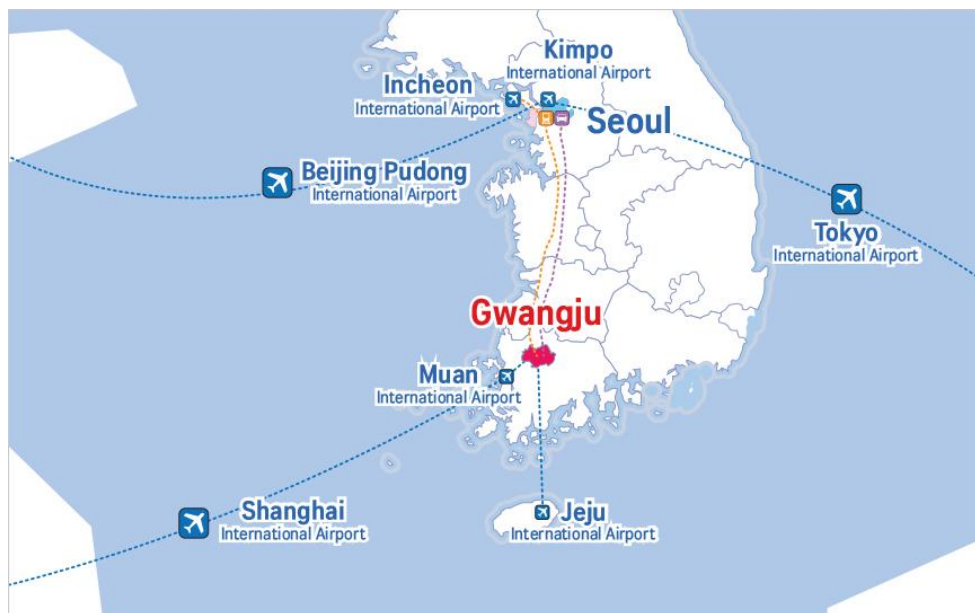 Kimpo
International Airport
Incheon
International Airport
Seoul
Beijing Pudong
International Airport
Tokyo
International Airport
Gwangju
Muan
International Airport
Shanghai
International Airport
Jeju
International Airport